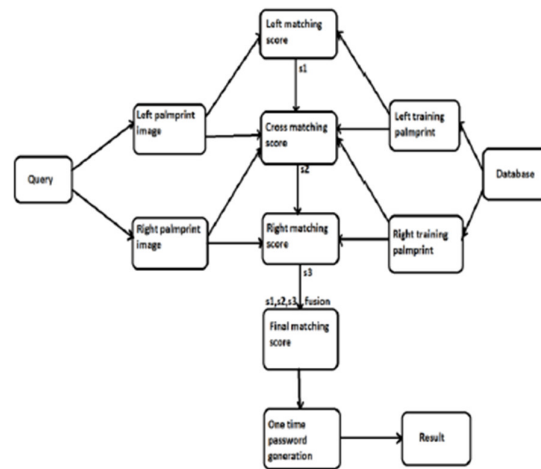 Left matching
score
s1
Left palmprint
image
Cross matching
score
Left training
palmprint
Query
s2
Database
Right palmprint
image
Right matching
score
Right training
palmprint
s3
s1,s2,s3 fusion
Final matching
score
One time
password
generation
Result